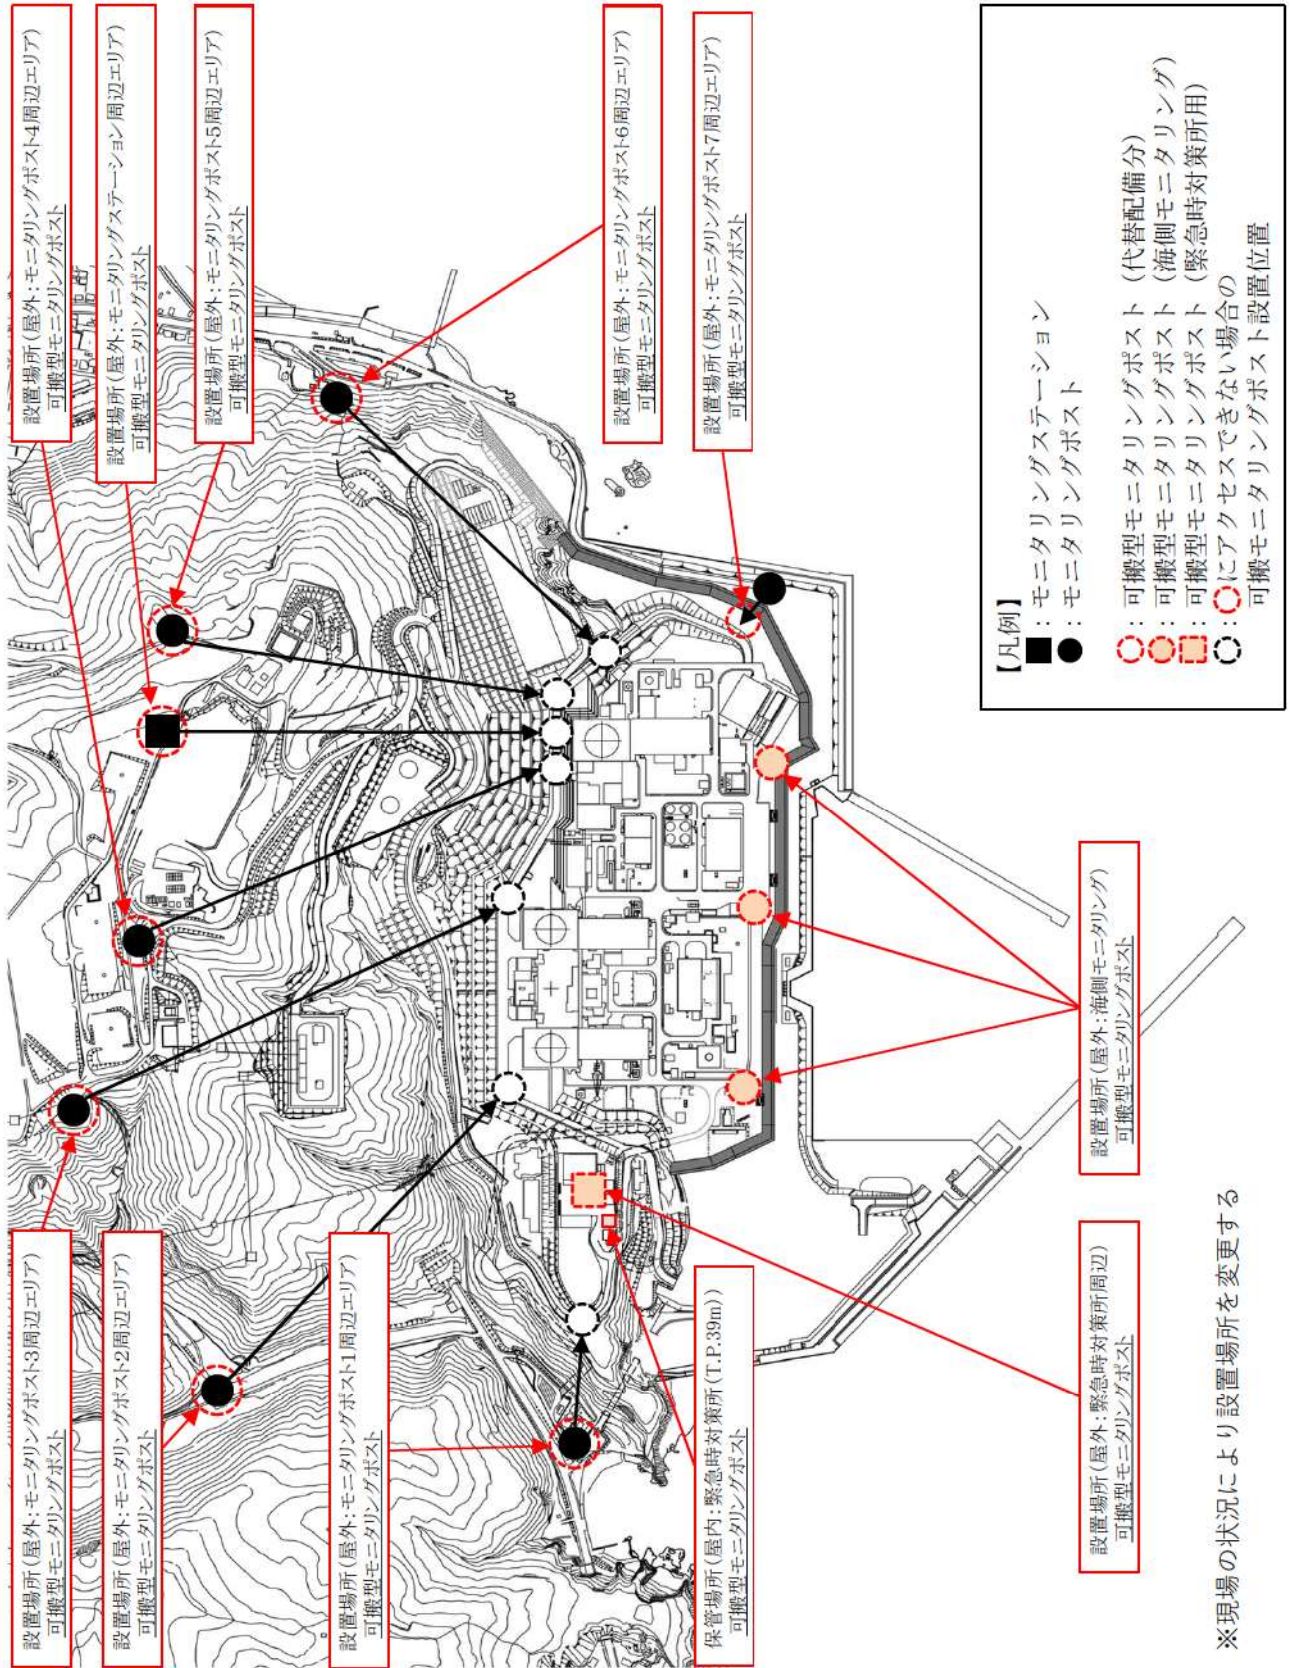 設置場所(屋外:モニタリングポスト3周辺エリア)
可搬型モニタリングポスト
設置場所(屋外:モニタリングポスト2周辺エリア)
可搬型モニタリングポスト
設置場所(屋外:モニタリングポスト1周辺エリア)
可搬型モニタリングポスト
保管場所(屋内:緊急時対策所(T.P.39m))
可搬型モニタリングポスト
設置場所(屋外:緊急時対策所周辺)
可搬型モニタリングポスト
設置場所(屋外:海側モニタリング)
可搬型モニタリングポスト
設置場所(屋外:モニタリングポスト4周辺エリア)
可搬型モニタリングポスト
設置場所(屋外:モニタリングステーション周辺エリア)
可搬型モニタリングポスト
設置場所(屋外:モニタリングポスト5周辺エリア)
可搬型モニタリングポスト
設置場所(屋外:モニタリングポスト6周辺エリア)
可搬型モニタリングポスト
設置場所(屋外:モニタリングポスト7周辺エリア)
可搬型モニタリングポスト
【凡例】
:モニタリングステーション
:モニタリングポスト
:可搬型モニタリングポスト(代替配備分)
:可搬型モニタリングポスト(海側モニタリング)
:可搬型モニタリングポスト(緊急時対策所用)
:にアクセスできない場合の
可搬モニタリングポスト設置位置
※現場の状況により設置場所を変更する